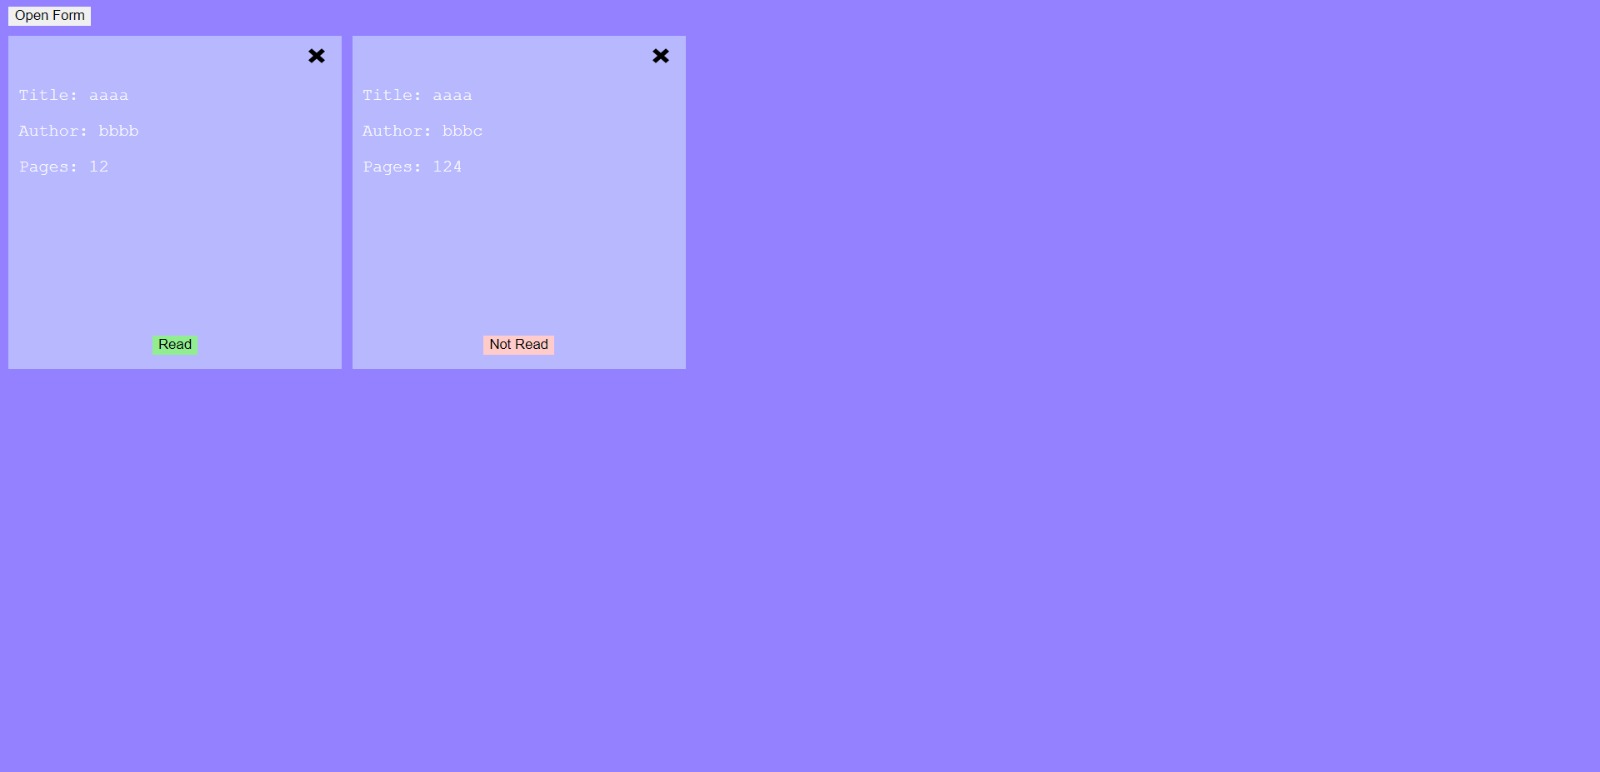 Open Form
Title: aaaa
Author: bbbb
Pages: 12
Read
Title: aaaa
Author: bbbc
Pages: 124
Not Read